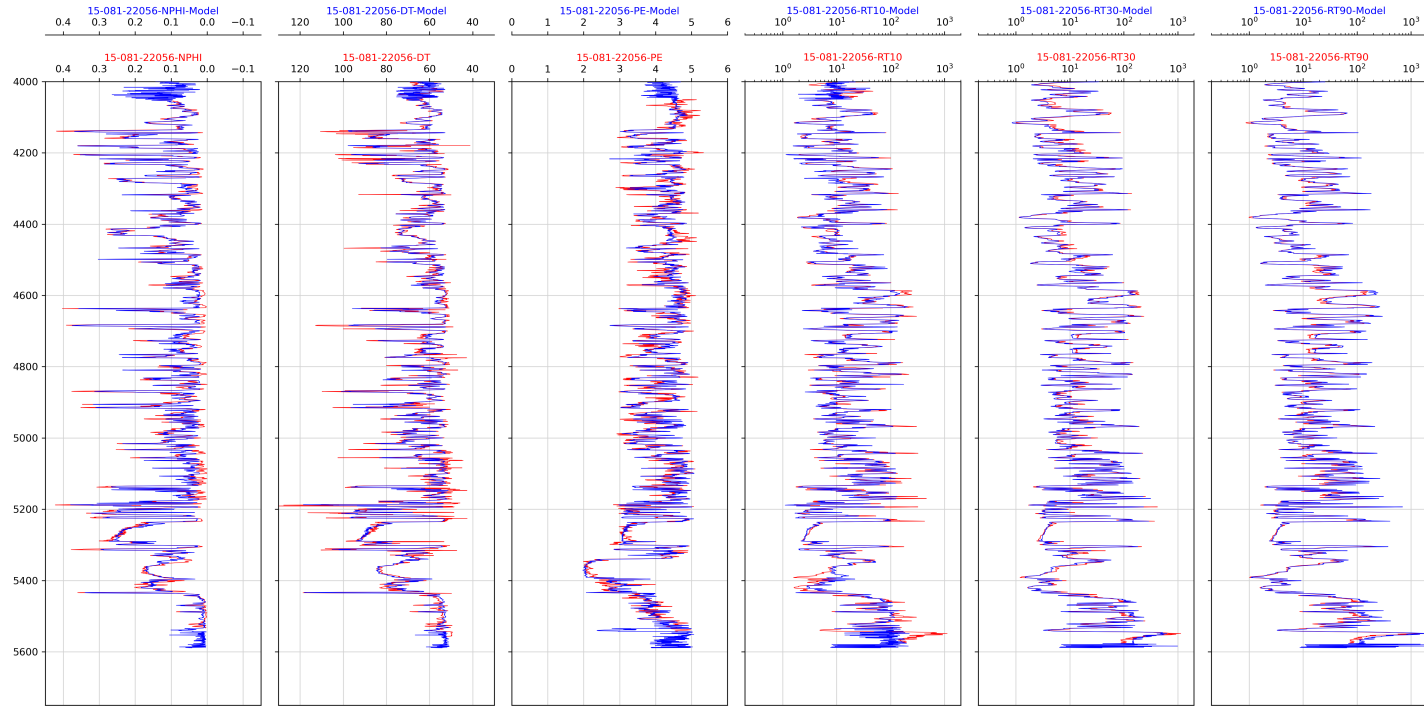 15-081-22056-NPHI-Model 15-081-22056-DT-Model 15-081-22056-PE-Model 15-081-22056-RT10-Model 15-081-22056-RT30-Model 15-081-22056-RT90-Model
0.4 0.3 0.2 0.1 0.0 −0.1 120 100 80 60 40 0 1 2 3 4 5 6 10⁰ 10¹ 10² 10³ 10⁰ 10¹ 10² 10³ 10⁰ 10¹ 10² 10³
15-081-22056-NPHI 15-081-22056-DT 15-081-22056-PE 15-081-22056-RT10 15-081-22056-RT30 15-081-22056-RT90
0.4 0.3 0.2 0.1 0.0 −0.1 120 100 80 60 40 0 1 2 3 4 5 6 10⁰ 10¹ 10² 10³ 10⁰ 10¹ 10² 10³ 10⁰ 10¹ 10² 10³
4000
4200
4400
4600
4800
5000
5200
5400
5600